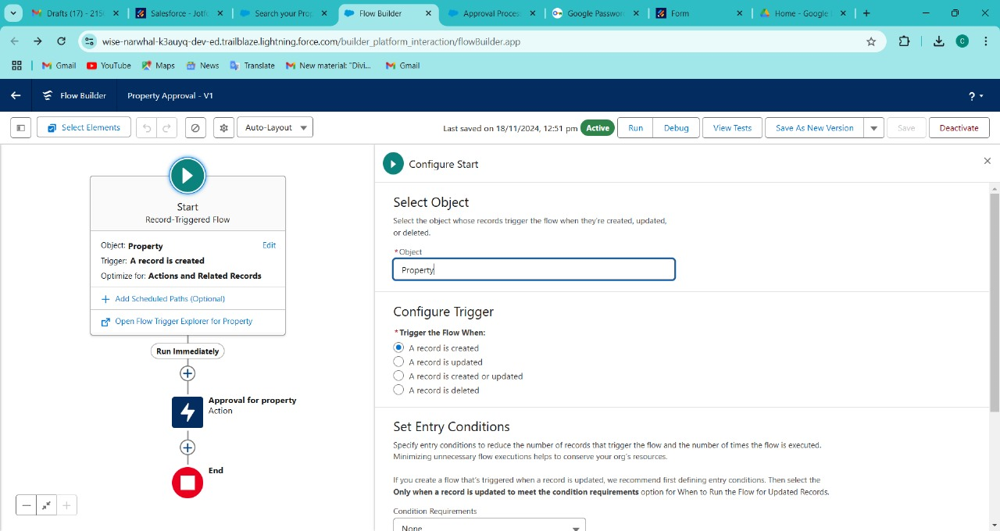 Drafts (17) - 215
Salesforce - Jotf
Search your Pro
Flow Builder
Approval Proces
Google Passwor
Form
Home - Google
wise-narwhal-k3auyq-dev-ed.trailblaze.lightning.force.com/builder_platform_interaction/flowBuilder.app
C
Gmail
YouTube
Maps
News
Translate
New material: "Divi...
Gmail
Flow Builder
Property Approval - V1
?
Select Elements
Auto-Layout
Last saved on 18/11/2024, 12:51 pm
Active
Run
Debug
View Tests
Save As New Version
Save
Deactivate
Start
Record-Triggered Flow
Object: Property
Edit
Trigger: A record is created
Optimize for: Actions and Related Records
Add Scheduled Paths (Optional)
Open Flow Trigger Explorer for Property
Run Immediately
Approval for property
Action
End
Configure Start
Select Object
Select the object whose records trigger the flow when they're created, updated,
or deleted.
*Object
Property
Configure Trigger
*Trigger the Flow When:
A record is created
A record is updated
A record is created or updated
A record is deleted
Set Entry Conditions
Specify entry conditions to reduce the number of records that trigger the flow and the number of times the flow is executed.
Minimizing unnecessary flow executions helps to conserve your org's resources.
If you create a flow that's triggered when a record is updated, we recommend first defining entry conditions. Then select the
Only when a record is updated to meet the condition requirements option for When to Run the Flow for Updated Records.
Condition Requirements
None